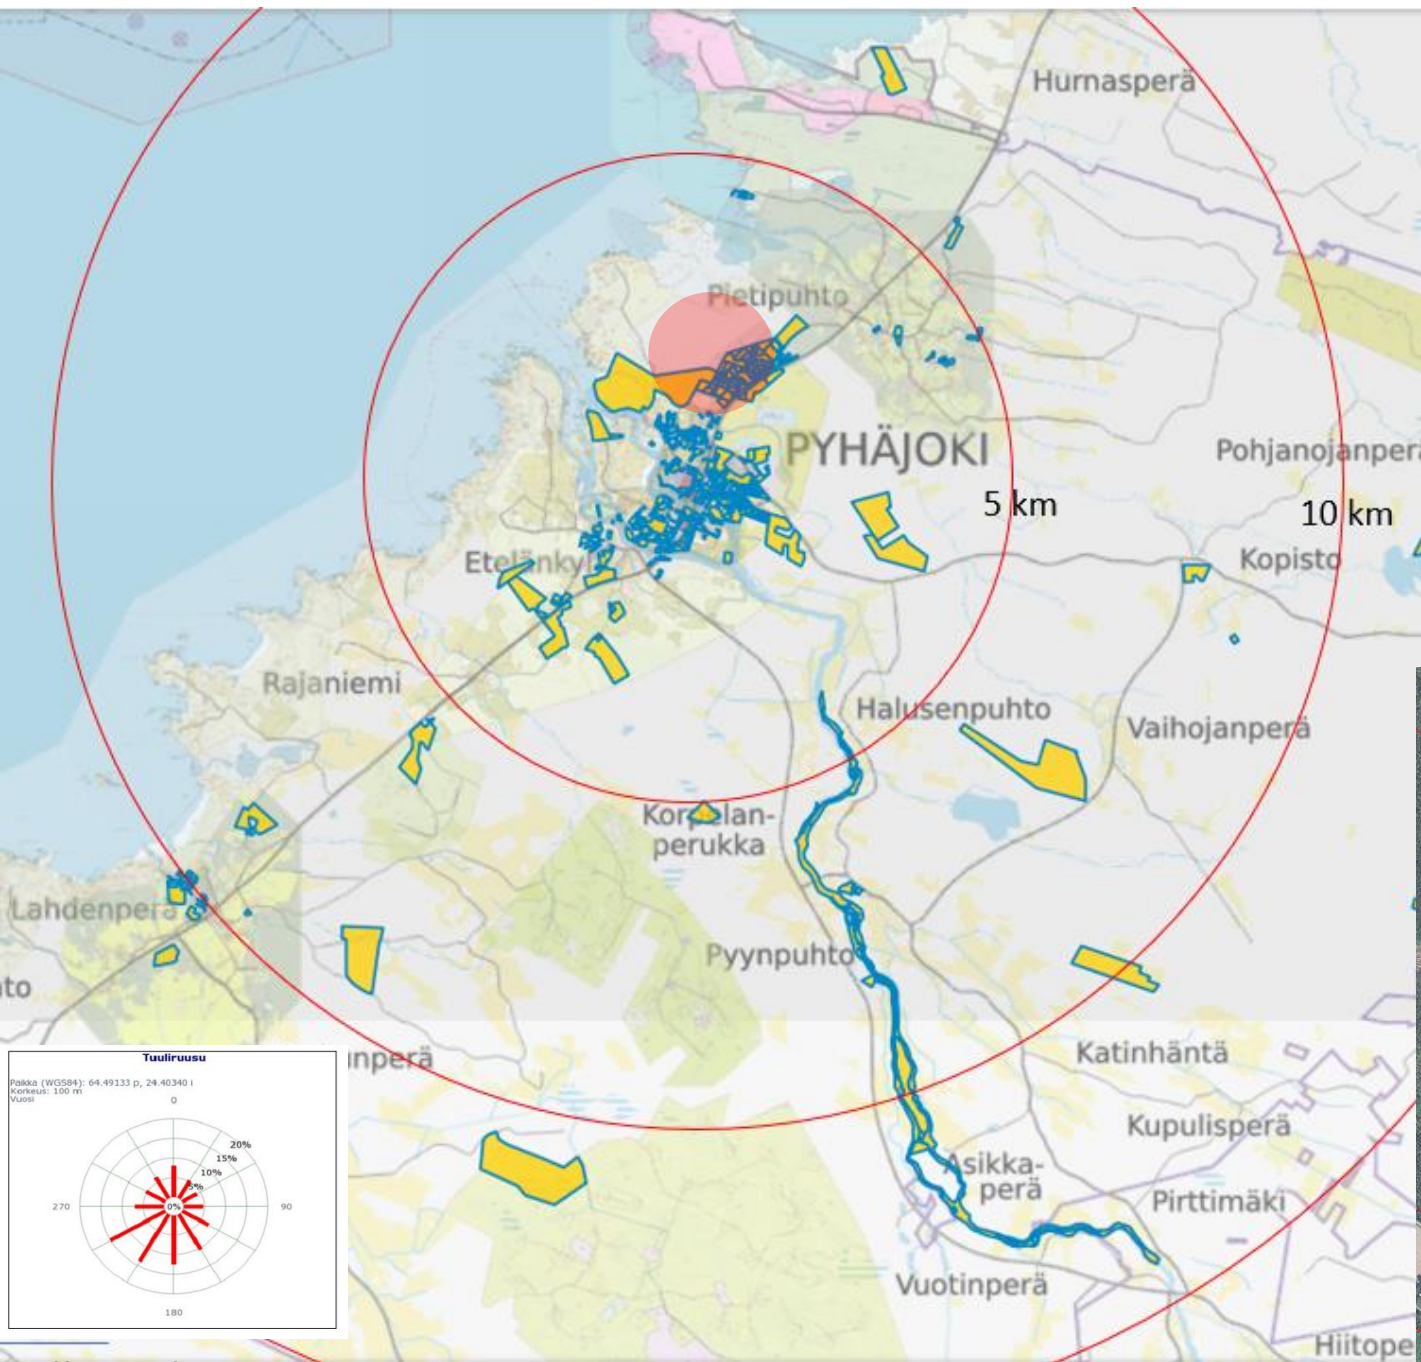 Hurnasperä
Pietipuhto
PYHÄJOKI
Pohjanojanperä
5 km
10 km
Kopisto
Etelänkylä
Rajaniemi
Halusenpuhto
Vaihojanperä
Korpelan-
perukka
Lahdenperä
Pyynpuhto
to
inperä
Katinhäntä
Kupulisperä
Asikka-
perä
Pirttimäki
Vuotinperä
Hiitope
Tuuliruusu
Paikka (WGS84): 64.49133 p, 24.40340 i
Korkeus: 100 m
Vuosi
0
20%
15%
10%
5%
0%
270
90
180